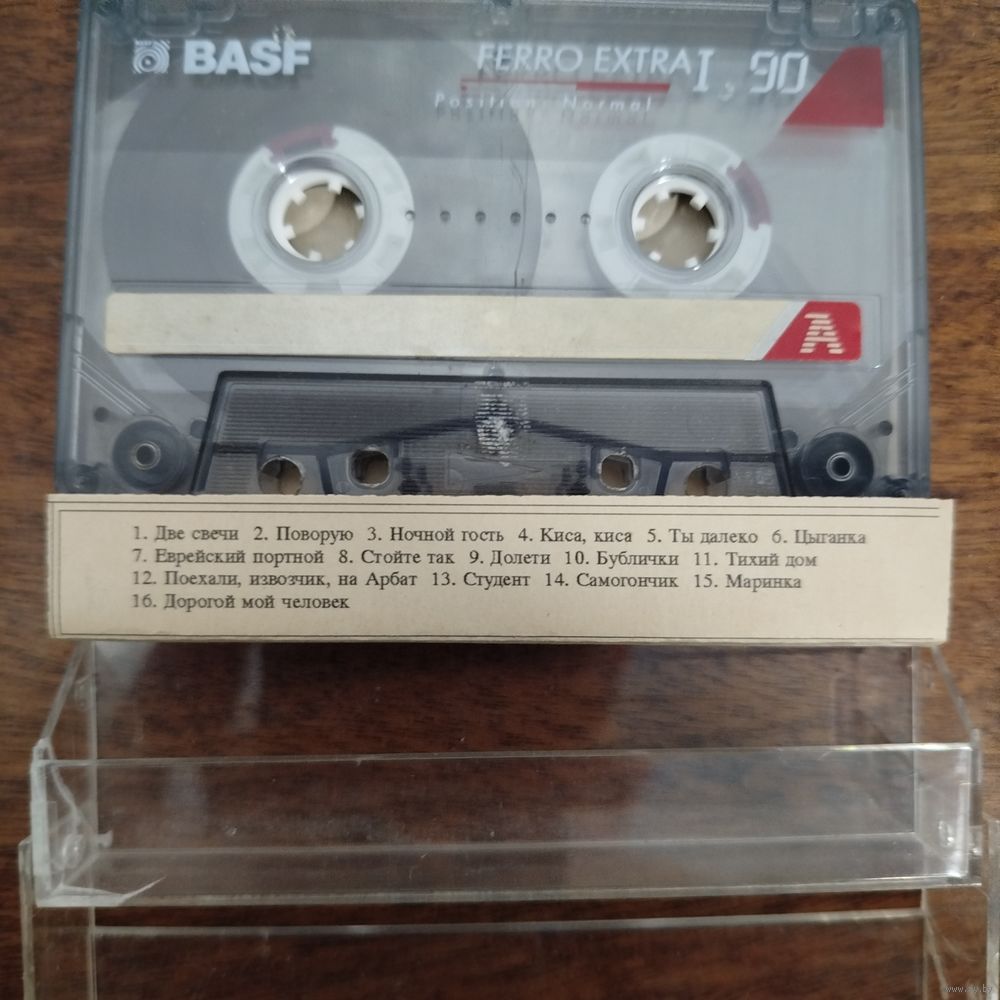 BASF FERRO EXTRA I, 90
Position: Normal
A
1. Две свечи 2. Поворую 3. Ночной гость 4. Киса, киса 5. Ты далеко 6. Цыганка
7. Еврейский портной 8. Стойте так 9. Долети 10. Бублички 11. Тихий дом
12. Поехали, извозчик, на Арбат 13. Студент 14. Самогончик 15. Маринка
16. Дорогой мой человек